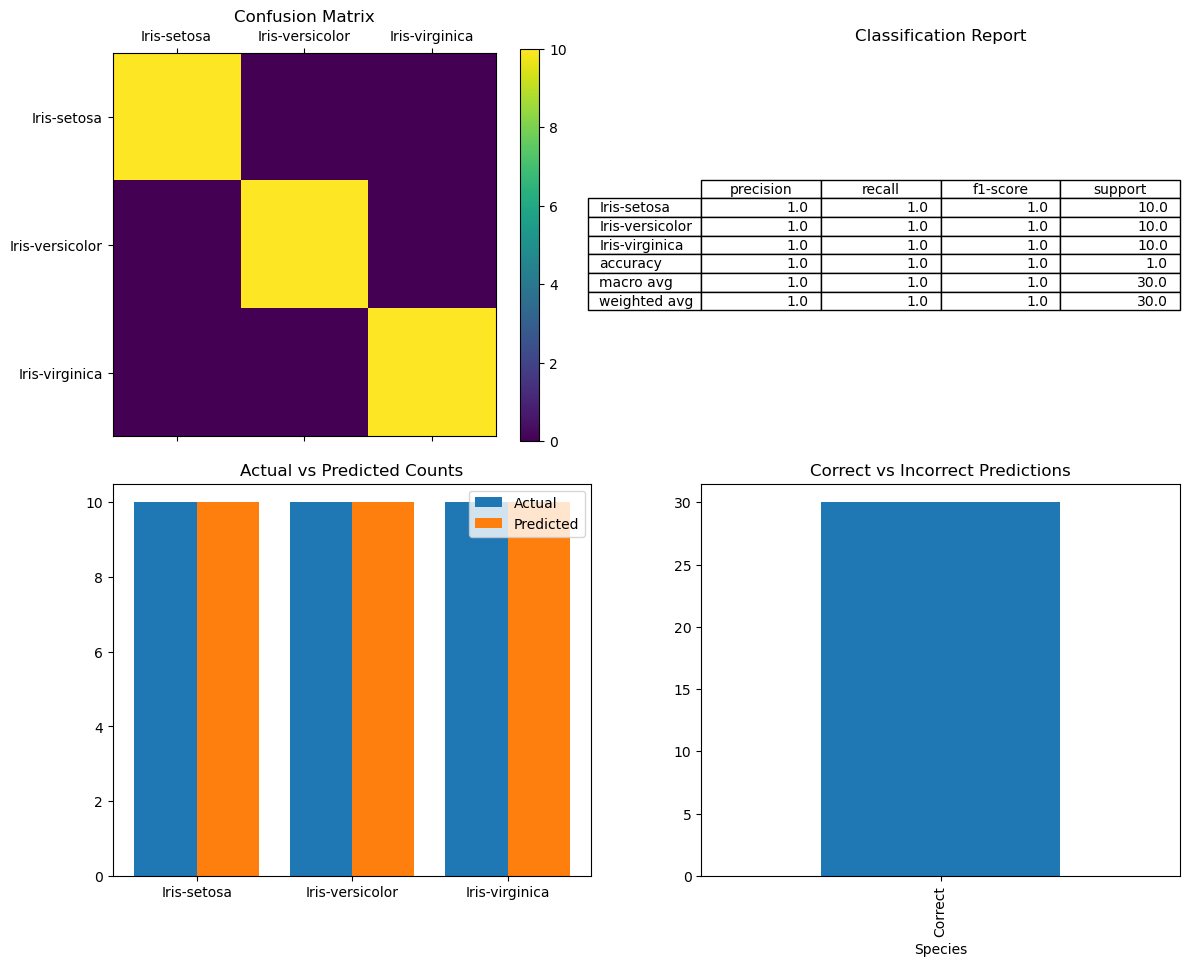 Confusion Matrix
Iris-setosa Iris-versicolor Iris-virginica
Iris-setosa
Iris-versicolor
Iris-virginica
10
8
6
4
2
0
Classification Report
precision recall f1-score support
Iris-setosa 1.0 1.0 1.0 10.0
Iris-versicolor 1.0 1.0 1.0 10.0
Iris-virginica 1.0 1.0 1.0 10.0
accuracy 1.0 1.0 1.0 1.0
macro avg 1.0 1.0 1.0 30.0
weighted avg 1.0 1.0 1.0 30.0
Actual vs Predicted Counts
Actual
Predicted
10
8
6
4
2
0
Iris-setosa Iris-versicolor Iris-virginica
Correct vs Incorrect Predictions
30
25
20
15
10
5
0
Correct
Species